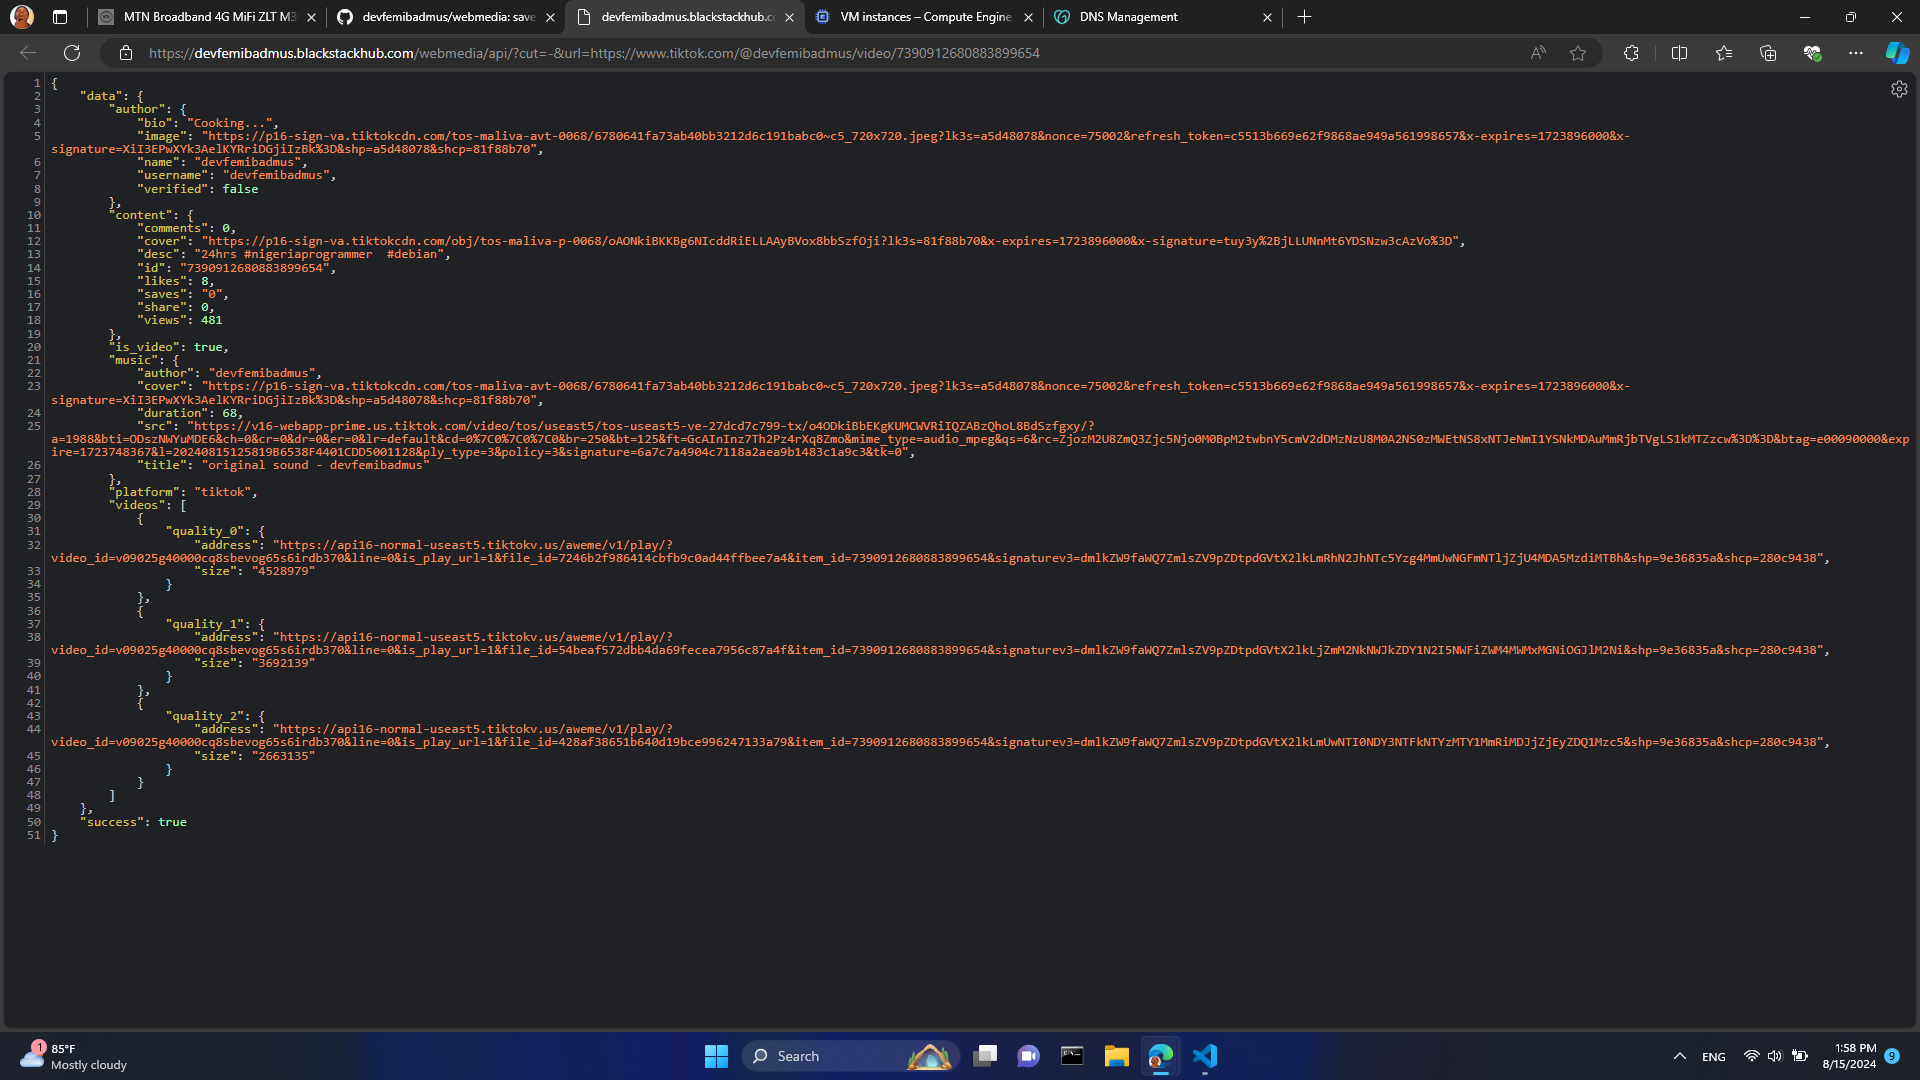 MTN Broadband 4G MiFi ZLT M3
devfemibadmus/webmedia: save
devfemibadmus.blackstackhub.co
VM instances – Compute Engine
DNS Management
https://devfemibadmus.blackstackhub.com/webmedia/api/?cut=-&url=https://www.tiktok.com/@devfemibadmus/video/7390912680883899654
1 {
2 "data": {
3 "author": {
4 "bio": "Cooking...",
5 "image": "https://p16-sign-va.tiktokcdn.com/tos-maliva-avt-0068/6780641fa73ab40bb3212d6c191babc0~c5_720x720.jpeg?lk3s=a5d48078&nonce=75002&refresh_token=c5513b669e62f9868ae949a561998657&x-expires=1723896000&x-
signature=XiI3EPwXYk3AelKYRriDGjiIzBk%3D&shp=a5d48078&shcp=81f88b70",
6 "name": "devfemibadmus",
7 "username": "devfemibadmus",
8 "verified": false
9 },
10 "content": {
11 "comments": 0,
12 "cover": "https://p16-sign-va.tiktokcdn.com/obj/tos-maliva-p-0068/oAONkiBKKBg6NIcddRiELLAAyBVox8bbSzfOji?lk3s=81f88b70&x-expires=1723896000&x-signature=tuy3y%2BjLLUNnMt6YDSNzw3cAzVo%3D",
13 "desc": "24hrs #nigeriaprogrammer  #debian",
14 "id": "7390912680883899654",
15 "likes": 8,
16 "saves": "0",
17 "share": 0,
18 "views": 481
19 },
20 "is_video": true,
21 "music": {
22 "author": "devfemibadmus",
23 "cover": "https://p16-sign-va.tiktokcdn.com/tos-maliva-avt-0068/6780641fa73ab40bb3212d6c191babc0~c5_720x720.jpeg?lk3s=a5d48078&nonce=75002&refresh_token=c5513b669e62f9868ae949a561998657&x-expires=1723896000&x-
signature=XiI3EPwXYk3AelKYRriDGjiIzBk%3D&shp=a5d48078&shcp=81f88b70",
24 "duration": 68,
25 "src": "https://v16-webapp-prime.us.tiktok.com/video/tos/useast5/tos-useast5-ve-27dcd7c799-tx/o4ODkiBbEKgKUMCWVRiIQZABzQhoL8BdSzfgxy/?
a=1988&bti=ODszNWYuMDE6&ch=0&cr=0&dr=0&er=0&lr=default&cd=0%7C0%7C0%7C0&br=250&bt=125&ft=GcAInInz7Th2Pz4rXq8Zmo&mime_type=audio_mpeg&qs=6&rc=ZjozM2U8ZmQ3Zjc5Njo0M0BpM2twbnY5cmV2dDMzNzU8M0A2NS0zMWEtNS8xNTJeNmI1YSNkMDAuMmRjbTVgLS1kMTZzcw%3D%3D&btag=e00090000&exp
ire=1723748367&l=20240815125819B6538F4401CDD5001128&ply_type=3&policy=3&signature=6a7c7a4904c7118a2aea9b1483c1a9c3&tk=0",
26 "title": "original sound - devfemibadmus"
27 },
28 "platform": "tiktok",
29 "videos": [
30 {
31 "quality_0": {
32 "address": "https://api16-normal-useast5.tiktokv.us/aweme/v1/play/?
video_id=v09025g40000cq8sbevog65s6irdb370&line=0&is_play_url=1&file_id=7246b2f986414cbfb9c0ad44ffbee7a4&item_id=7390912680883899654&signaturev3=dmlkZW9faWQ7ZmlsZV9pZDtpdGVtX2lkLmRhN2JhNTc5Yzg4MmUwNGFmNTljZjU4MDA5MzdiMTBh&shp=9e36835a&shcp=280c9438",
33 "size": "4528979"
34 }
35 },
36 {
37 "quality_1": {
38 "address": "https://api16-normal-useast5.tiktokv.us/aweme/v1/play/?
video_id=v09025g40000cq8sbevog65s6irdb370&line=0&is_play_url=1&file_id=54beaf572dbb4da69fecea7956c87a4f&item_id=7390912680883899654&signaturev3=dmlkZW9faWQ7ZmlsZV9pZDtpdGVtX2lkLjZmM2NkNWJkZDY1N2I5NWFiZWM4MWMxMGNiOGJlM2Ni&shp=9e36835a&shcp=280c9438",
39 "size": "3692139"
40 }
41 },
42 {
43 "quality_2": {
44 "address": "https://api16-normal-useast5.tiktokv.us/aweme/v1/play/?
video_id=v09025g40000cq8sbevog65s6irdb370&line=0&is_play_url=1&file_id=428af38651b640d19bce996247133a79&item_id=7390912680883899654&signaturev3=dmlkZW9faWQ7ZmlsZV9pZDtpdGVtX2lkLmUwNTI0NDY3NTFkNTYzMTY1MmRiMDJjZjEyZDQ1Mzc5&shp=9e36835a&shcp=280c9438",
45 "size": "2663135"
46 }
47 }
48 ]
49 },
50 "success": true
51 }
1
85°F
Mostly cloudy
Search
ENG
1:58 PM
8/15/2024
9